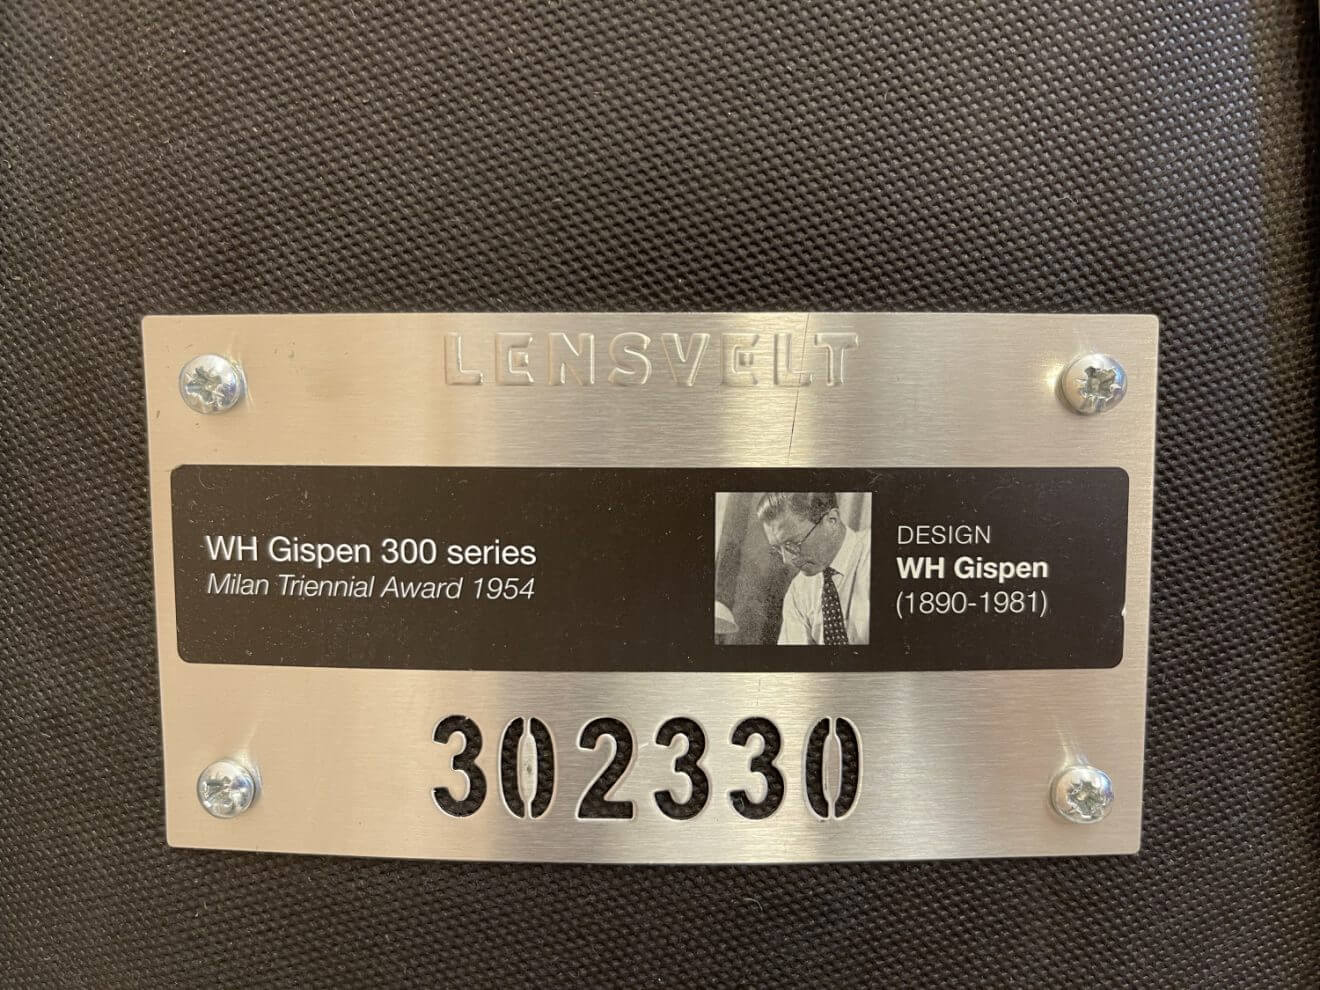 LENSVELT
WH Gispen 300 series
Milan Triennial Award 1954
DESIGN
WH Gispen
(1890-1981)
302330